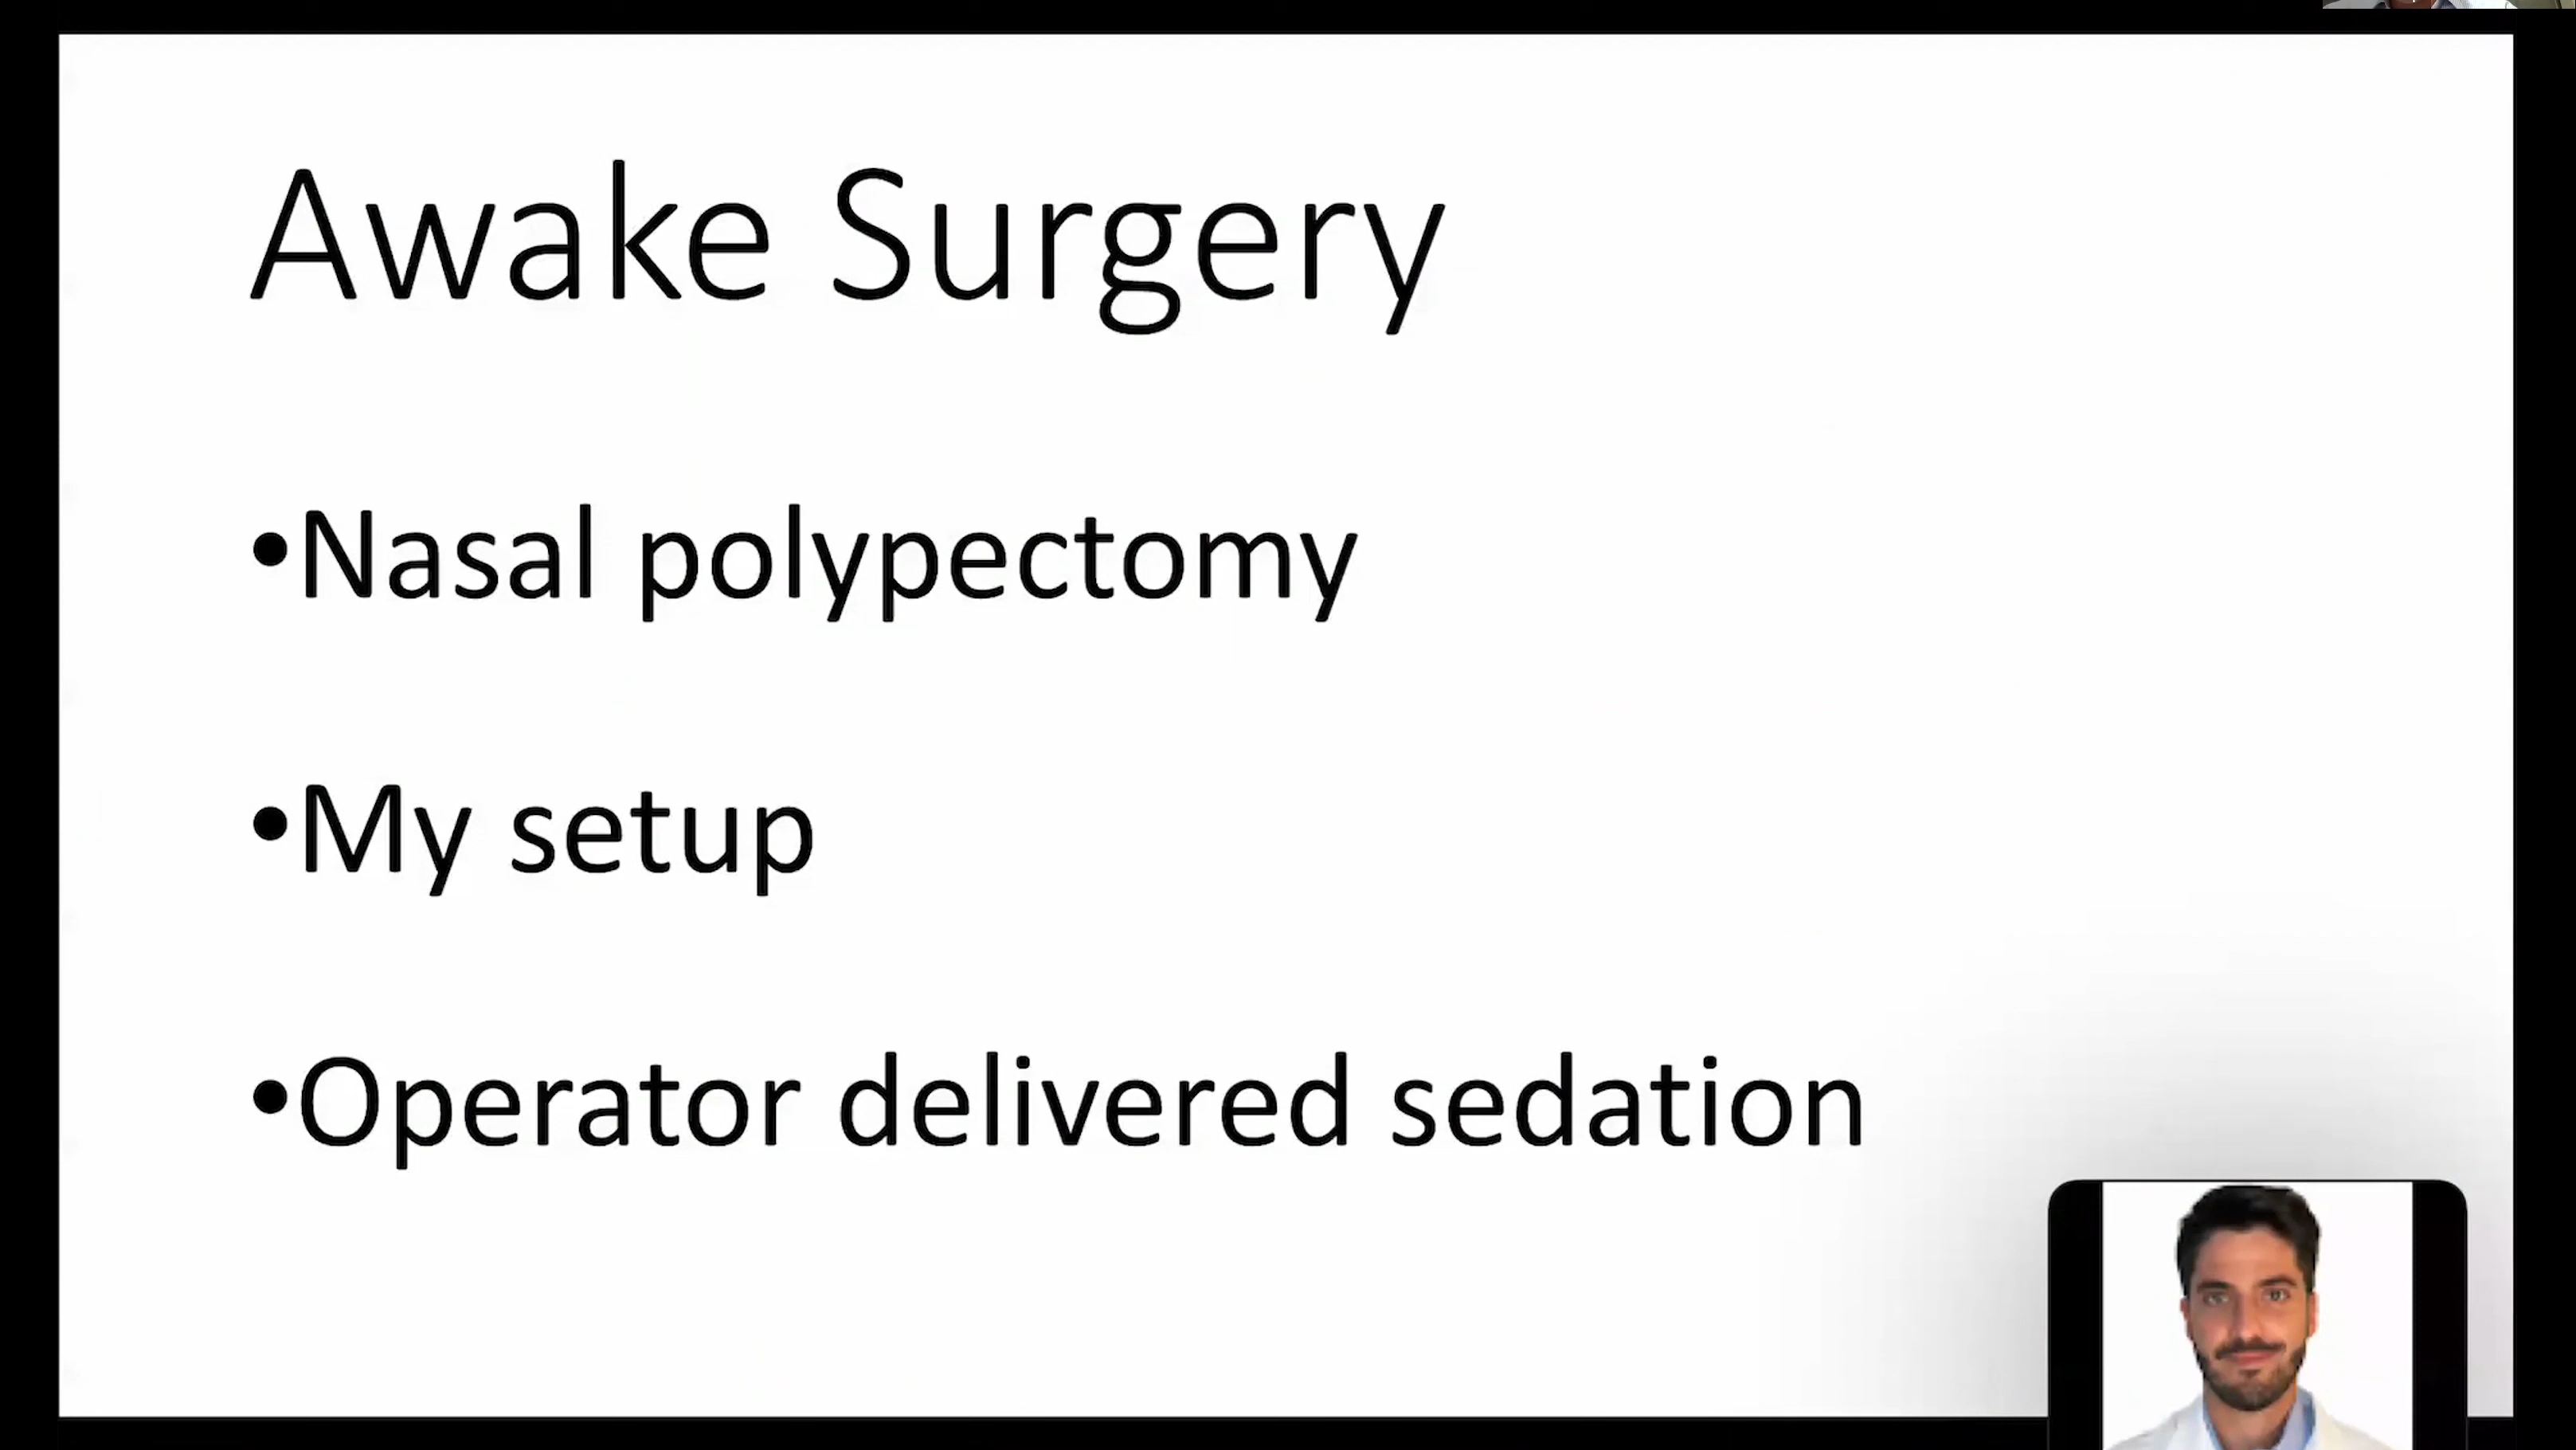 Awake Surgery
•Nasal polypectomy
•My setup
•Operator delivered sedation